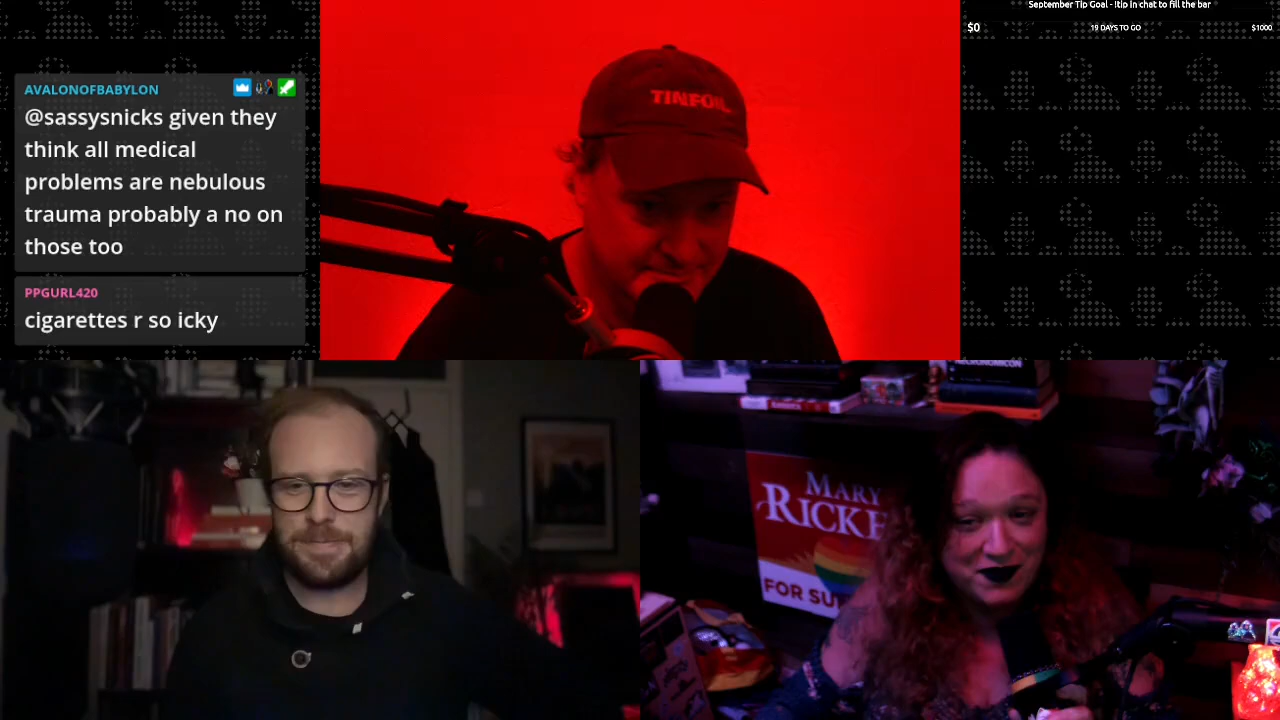 September Tip Goal - !tip in chat to fill the bar
$0 19 DAYS TO GO $1000
AVALONOFBABYLON
@sassysnicks given they
think all medical
problems are nebulous
trauma probably a no on
those too
PPGURL420
cigarettes r so icky
TINFOIL
MARY
RICKE
FOR SU